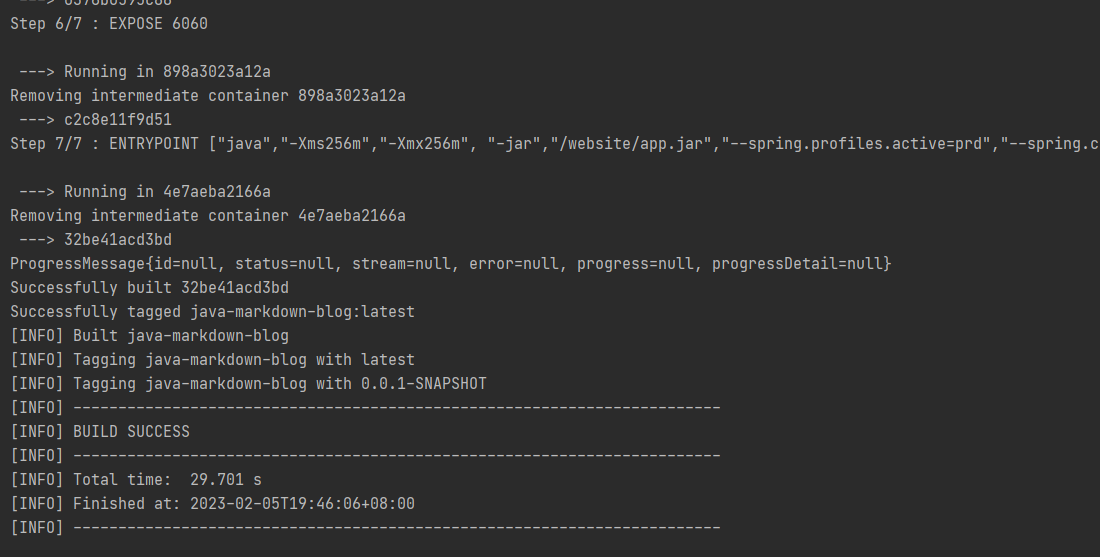 Step 6/7 : EXPOSE 6060
---> Running in 898a3023a12a
Removing intermediate container 898a3023a12a
---> c2c8e11f9d51
Step 7/7 : ENTRYPOINT ["java","-Xms256m","-Xmx256m", "-jar","/website/app.jar","--spring.profiles.active=prd","--spring.c
---> Running in 4e7aeba2166a
Removing intermediate container 4e7aeba2166a
---> 32be41acd3bd
ProgressMessage{id=null, status=null, stream=null, error=null, progress=null, progressDetail=null}
Successfully built 32be41acd3bd
Successfully tagged java-markdown-blog:latest
[INFO] Built java-markdown-blog
[INFO] Tagging java-markdown-blog with latest
[INFO] Tagging java-markdown-blog with 0.0.1-SNAPSHOT
[INFO] ------------------------------------------------------------------------
[INFO] BUILD SUCCESS
[INFO] ------------------------------------------------------------------------
[INFO] Total time:  29.701 s
[INFO] Finished at: 2023-02-05T19:46:06+08:00
[INFO] ------------------------------------------------------------------------